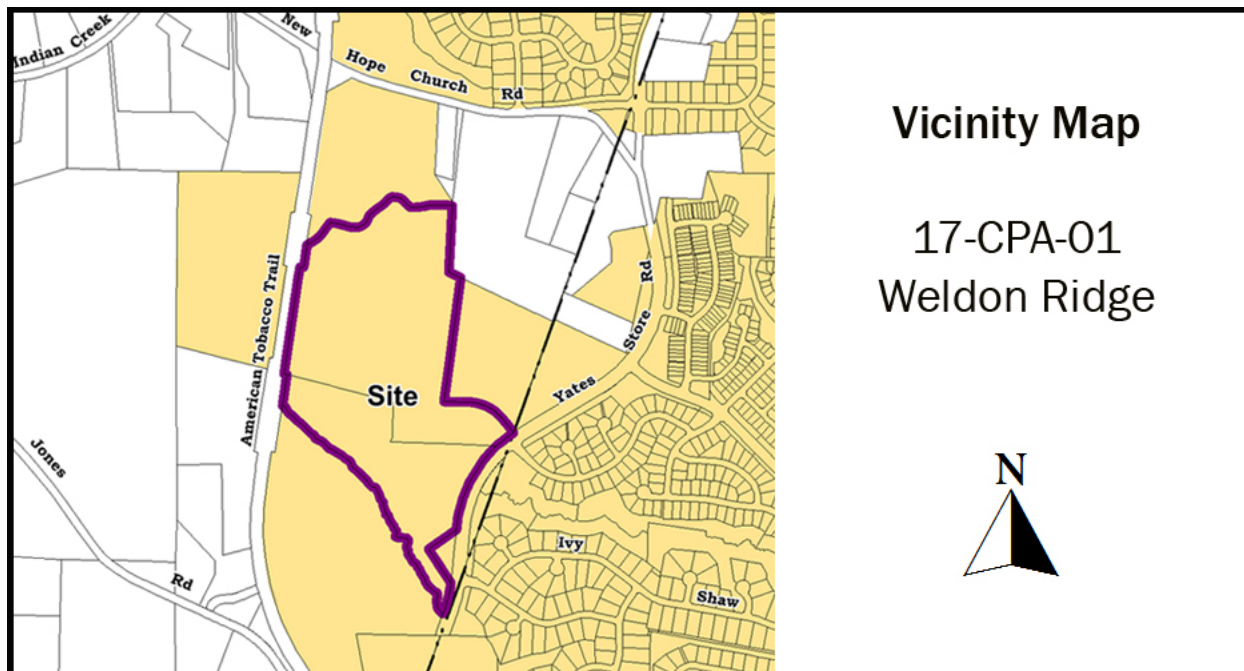 Indian Creek
New
Hope Church Rd
American Tobacco Trail
Site
Yates Store Rd
Jones
Rd
Ivy
Shaw
Vicinity Map
17-CPA-01
Weldon Ridge
N